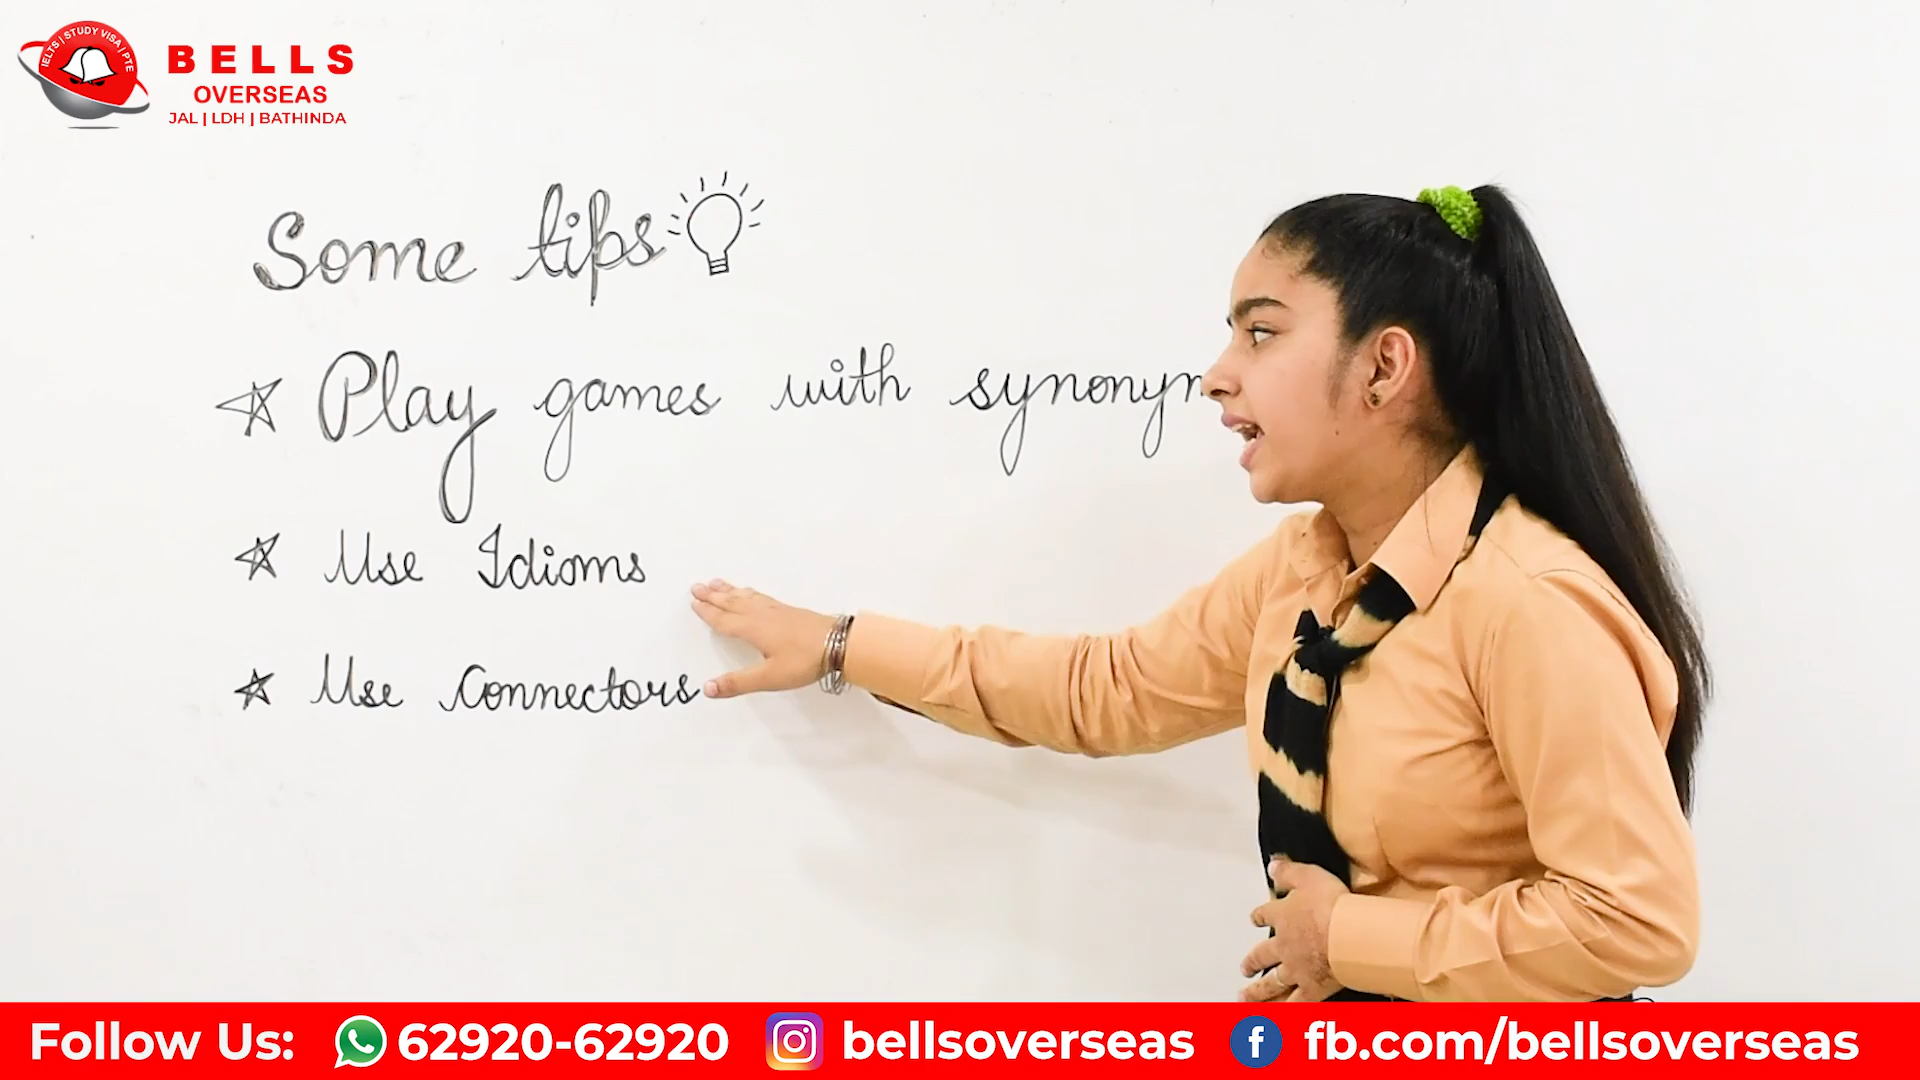 IELTS | STUDY VISA | PTE
BELLS
OVERSEAS
JAL | LDH | BATHINDA
Some tips
Play games with synonym
Use Idioms
Use Connectors
Follow Us: 62920-62920 bellsoverseas fb.com/bellsoverseas